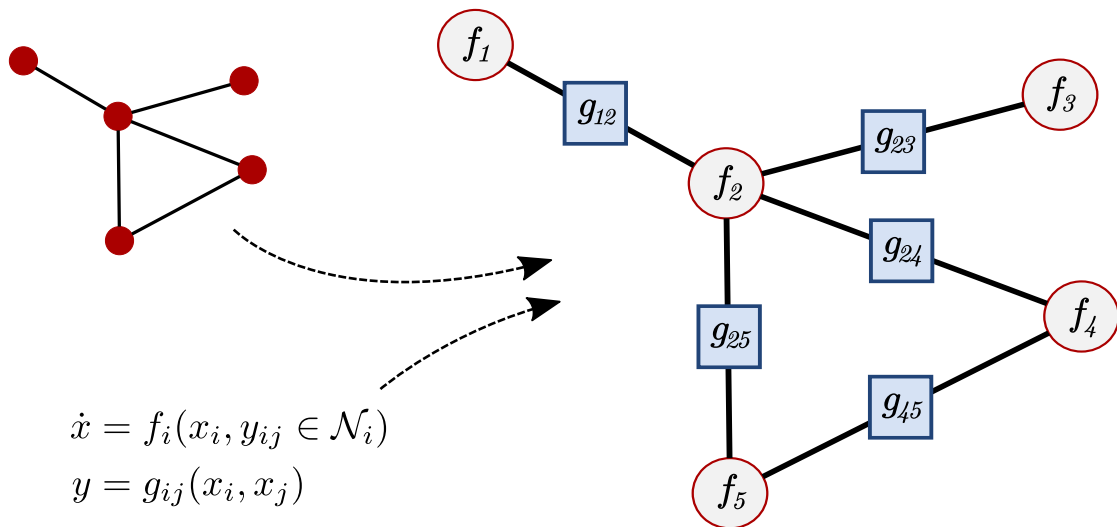 f₁
g₁₂
f₃
g₂₃
f₂
g₂₄
f₄
g₂₅
g₄₅
ẋ = fᵢ(xᵢ, yᵢⱼ ∈ 𝒩ᵢ)
y = gᵢⱼ(xᵢ, xⱼ)
f₅